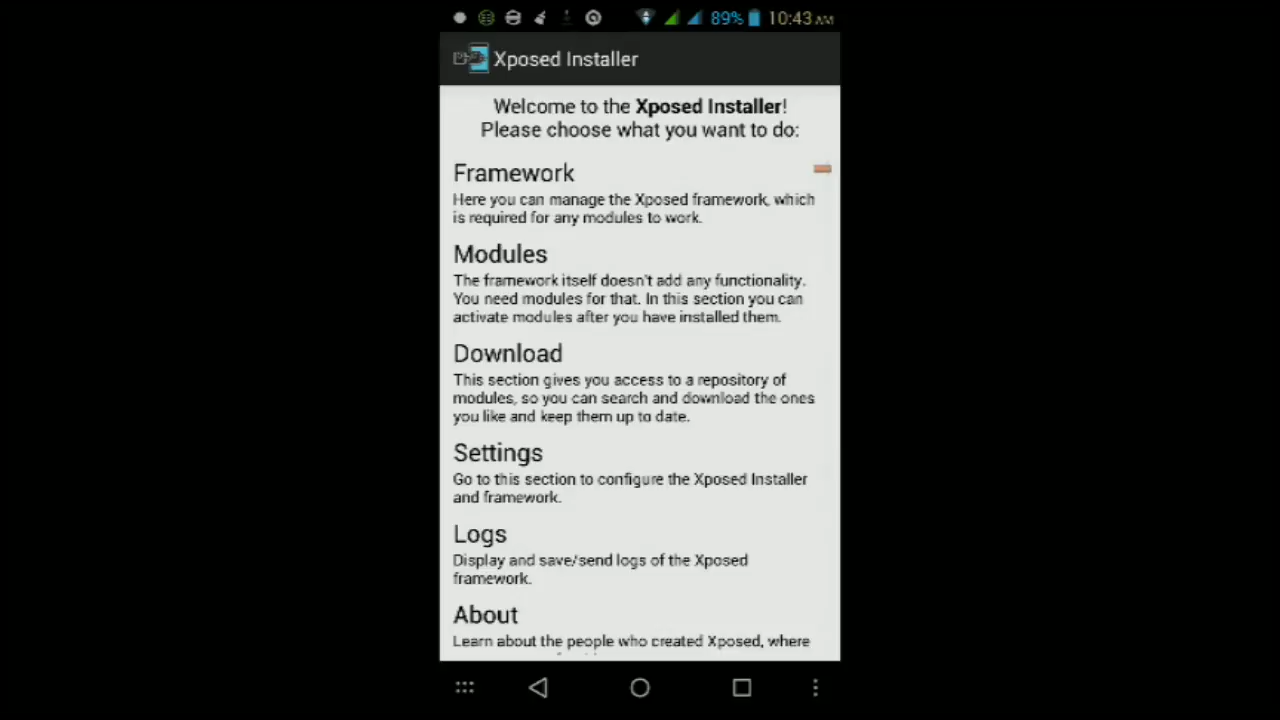 89% 10:43 AM
Xposed Installer
Welcome to the Xposed Installer!
Please choose what you want to do:
Framework
Here you can manage the Xposed framework, which
is required for any modules to work.
Modules
The framework itself doesn't add any functionality.
You need modules for that. In this section you can
activate modules after you have installed them.
Download
This section gives you access to a repository of
modules, so you can search and download the ones
you like and keep them up to date.
Settings
Go to this section to configure the Xposed Installer
and framework.
Logs
Display and save/send logs of the Xposed
framework.
About
Learn about the people who created Xposed, where